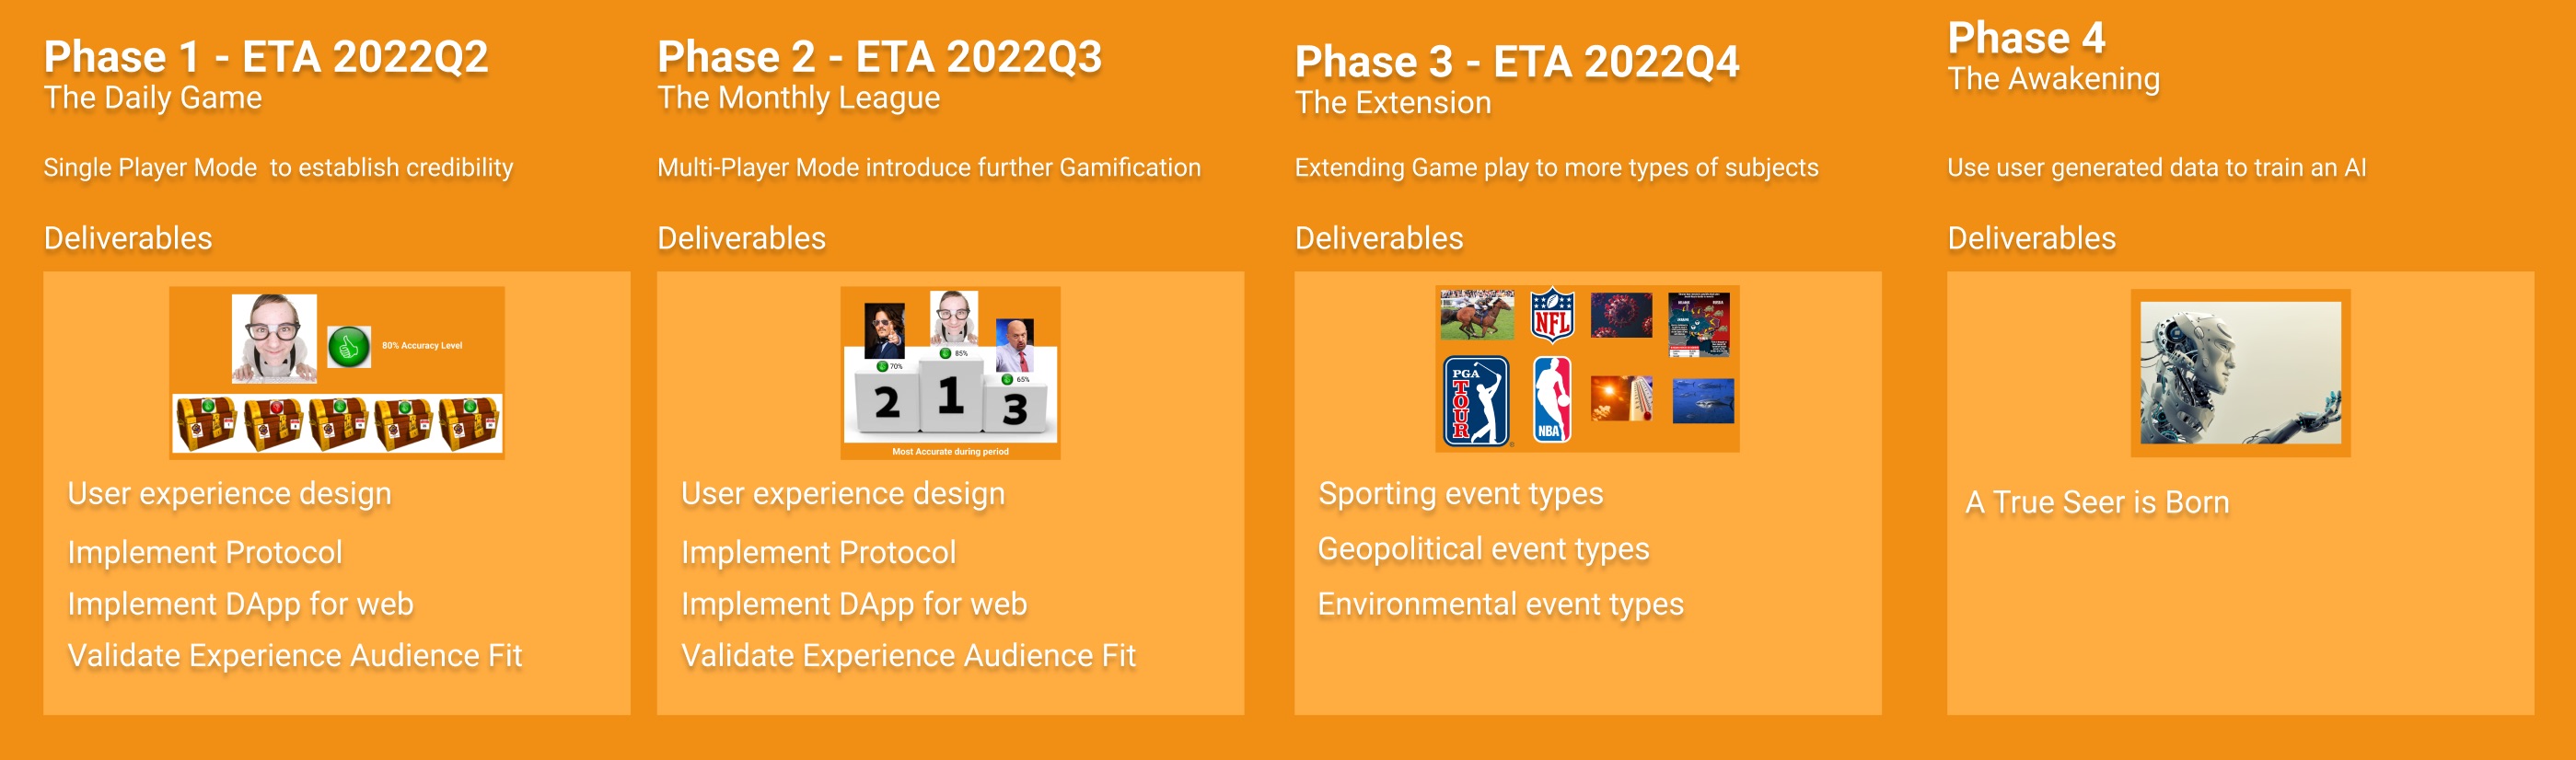 Phase 1 - ETA 2022Q2
The Daily Game
Single Player Mode  to establish credibility
Deliverables
80% Accuracy Level
User experience design
Implement Protocol
Implement DApp for web
Validate Experience Audience Fit
Phase 2 - ETA 2022Q3
The Monthly League
Multi-Player Mode introduce further Gamification
Deliverables
85%
70%
65%
2
1
3
Most Accurate during period
User experience design
Implement Protocol
Implement DApp for web
Validate Experience Audience Fit
Phase 3 - ETA 2022Q4
The Extension
Extending Game play to more types of subjects
Deliverables
NFL
PGA
TOUR
NBA
Sporting event types
Geopolitical event types
Environmental event types
Phase 4
The Awakening
Use user generated data to train an AI
Deliverables
A True Seer is Born